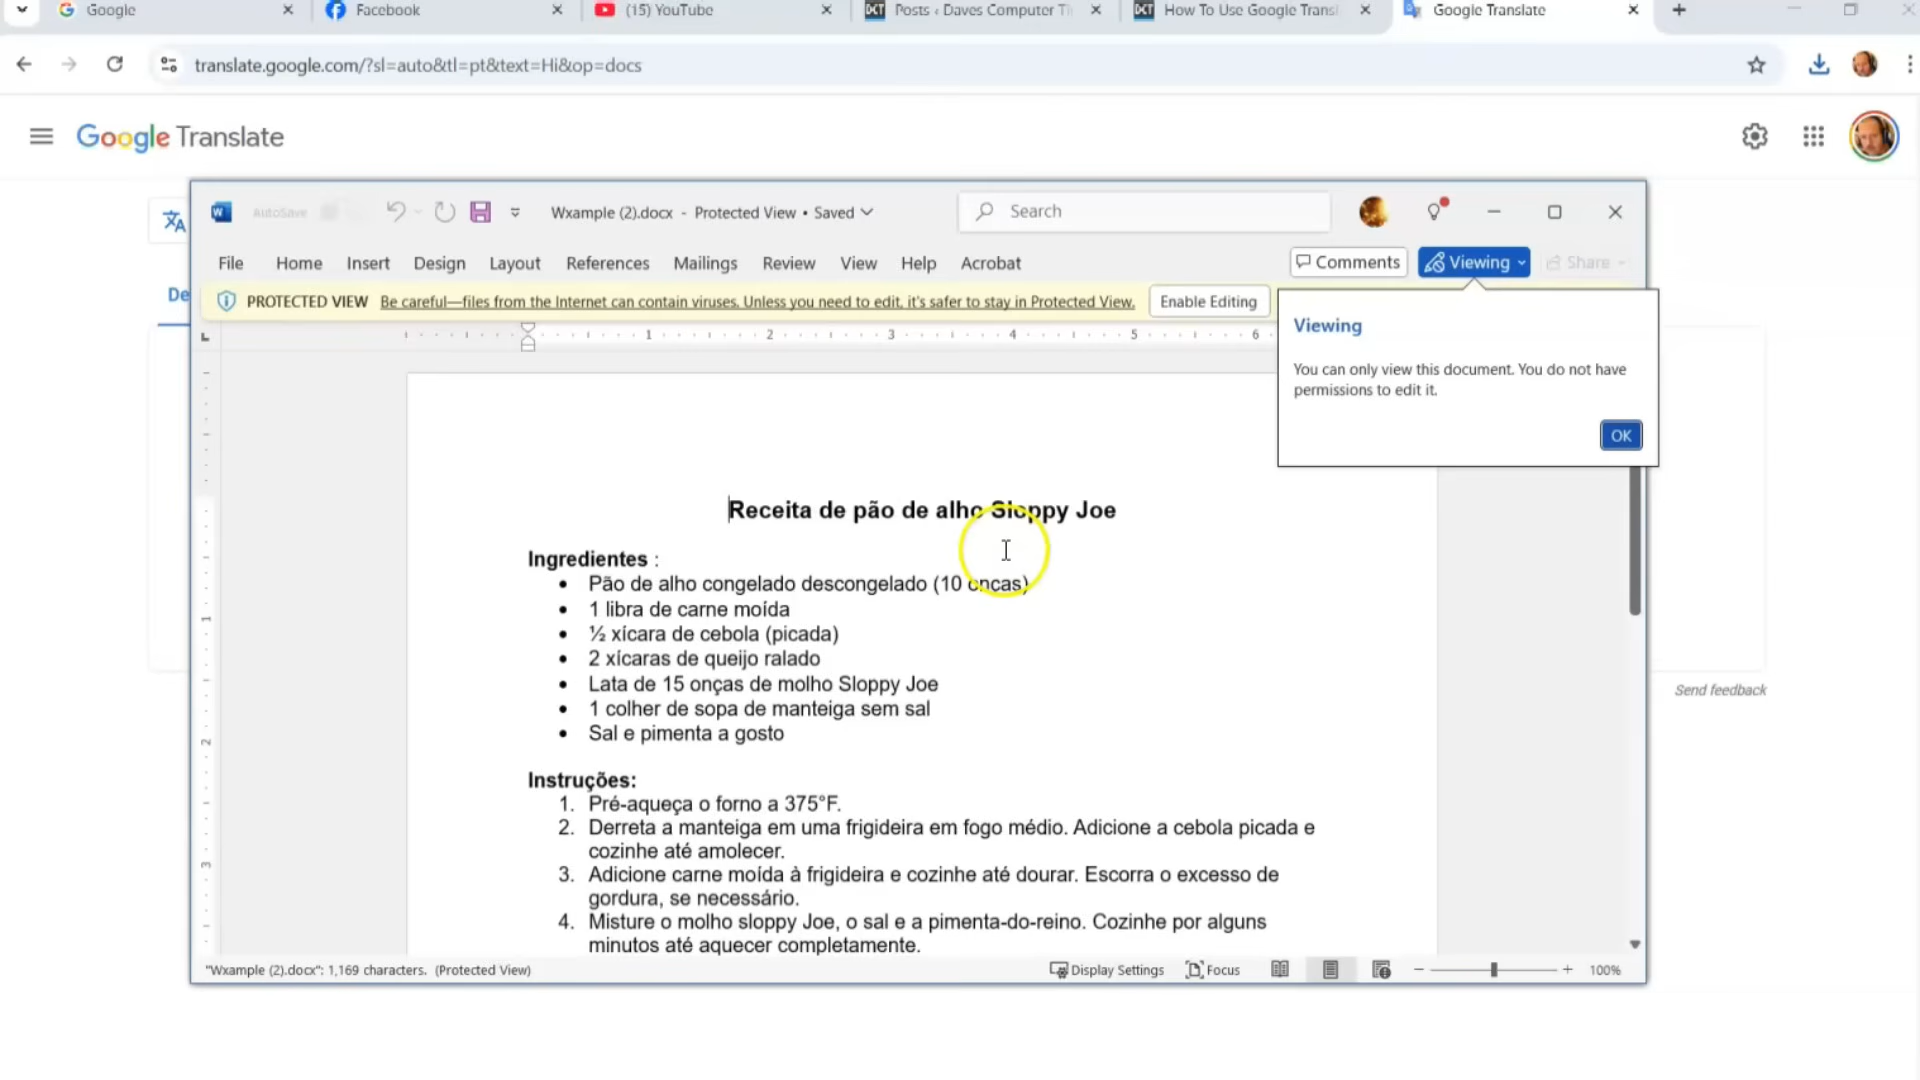 Google
Facebook
(15) YouTube
Posts ‹ Daves Computer Ti
How To Use Google Transl
Google Translate
translate.google.com/?sl=auto&tl=pt&text=Hi&op=docs
Google Translate
AutoSave
Wxample (2).docx - Protected View • Saved
Search
File Home Insert Design Layout References Mailings Review View Help Acrobat
Comments
Viewing
Share
De
PROTECTED VIEW Be careful—files from the Internet can contain viruses. Unless you need to edit, it's safer to stay in Protected View.
Enable Editing
1 2 3 4 5 6
Viewing
You can only view this document. You do not have
permissions to edit it.
OK
Receita de pão de alho Sloppy Joe
Ingredientes :
• Pão de alho congelado descongelado (10 onças)
• 1 libra de carne moída
• ½ xícara de cebola (picada)
• 2 xícaras de queijo ralado
• Lata de 15 onças de molho Sloppy Joe
• 1 colher de sopa de manteiga sem sal
• Sal e pimenta a gosto
Send feedback
Instruções:
1. Pré-aqueça o forno a 375°F.
2. Derreta a manteiga em uma frigideira em fogo médio. Adicione a cebola picada e
cozinhe até amolecer.
3. Adicione carne moída à frigideira e cozinhe até dourar. Escorra o excesso de
gordura, se necessário.
4. Misture o molho sloppy Joe, o sal e a pimenta-do-reino. Cozinhe por alguns
minutos até aquecer completamente.
1
2
3
"Wxample (2).docx": 1,169 characters. (Protected View)
Display Settings
Focus
100%